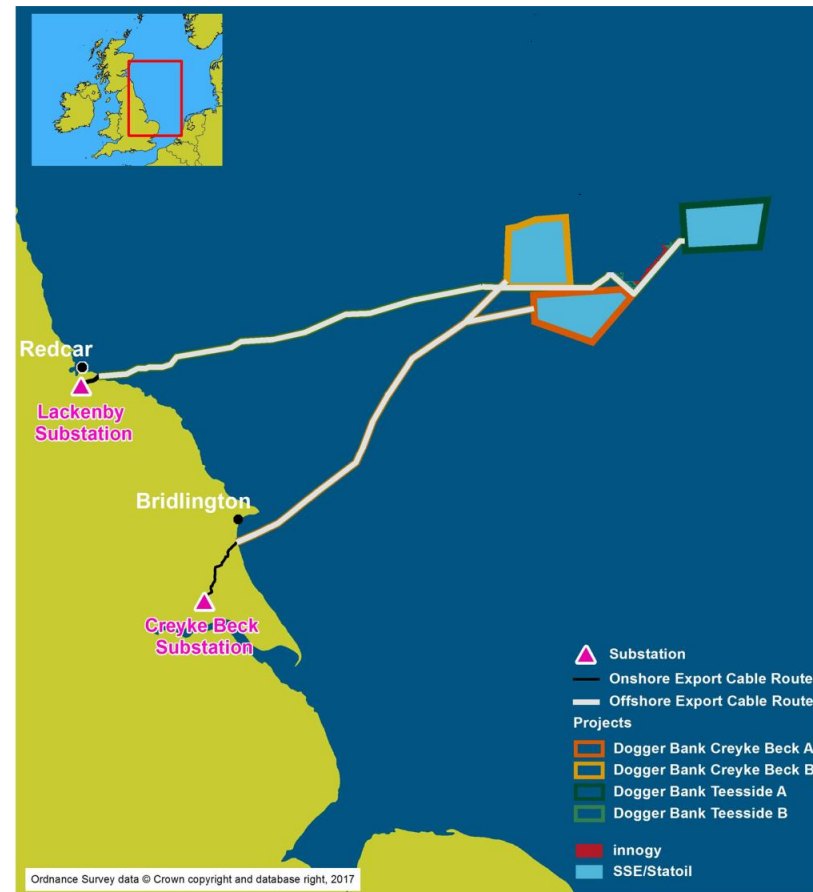 Redcar
Lackenby
Substation
Bridlington
Creyke Beck
Substation
Substation
Onshore Export Cable Route
Offshore Export Cable Route
Projects
Dogger Bank Creyke Beck A
Dogger Bank Creyke Beck B
Dogger Bank Teesside A
Dogger Bank Teesside B
innogy
SSE/Statoil
Ordnance Survey data © Crown copyright and database right, 2017